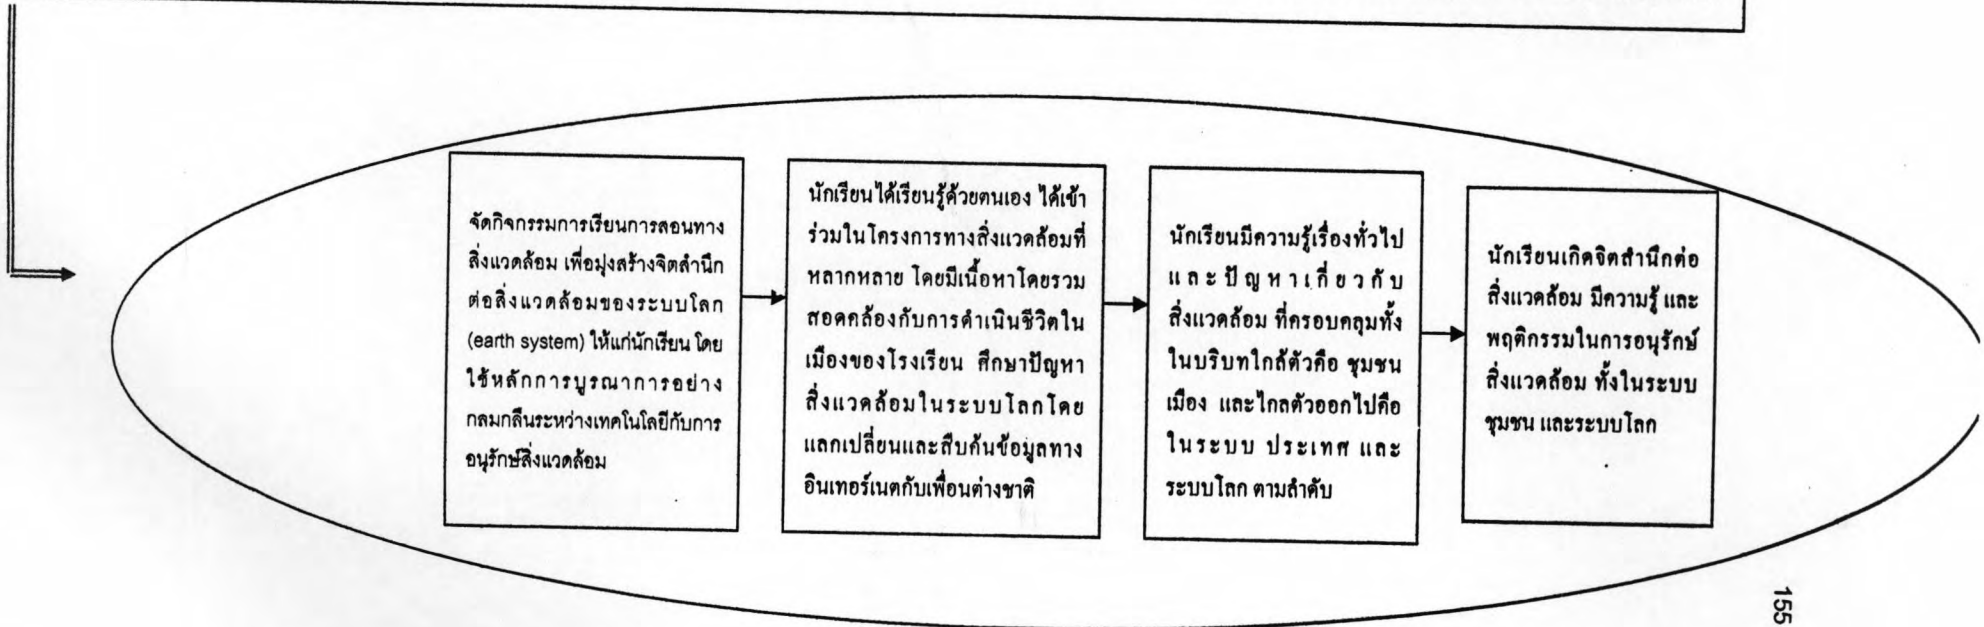 จัดกิจกรรมการเรียนการสอนทาง
สิ่งแวดล้อม เพื่อมุ่งสร้างจิตสำนึก
ต่อสิ่งแวดล้อมของระบบโลก
(earth system) ให้แก่นักเรียน โดย
ใช้หลักการบูรณาการอย่าง
กลมกลืนระหว่างเทคโนโลยีกับการ
อนุรักษ์สิ่งแวดล้อม
นักเรียนได้เรียนรู้ด้วยตนเอง ได้เข้า
ร่วมในโครงการทางสิ่งแวดล้อมที่
หลากหลาย โดยมีเนื้อหาโดยรวม
สอดคล้องกับการดำเนินชีวิตใน
เมืองของโรงเรียน ศึกษาปัญหา
สิ่งแวดล้อมในระบบโลกโดย
แลกเปลี่ยนและสืบค้นข้อมูลทาง
อินเทอร์เนตกับเพื่อนต่างชาติ
นักเรียนมีความรู้เรื่องทั่วไป
และปัญหาเกี่ยวกับ
สิ่งแวดล้อม ที่ครอบคลุมทั้ง
ในบริบทใกล้ตัวคือ ชุมชน
เมือง และไกลตัวออกไปคือ
ในระบบ ประเทศ และ
ระบบโลก ตามลำดับ
นักเรียนเกิดจิตสำนึกต่อ
สิ่งแวดล้อม มีความรู้ และ
พฤติกรรมในการอนุรักษ์
สิ่งแวดล้อม ทั้งในระบบ
ชุมชน และระบบโลก
155